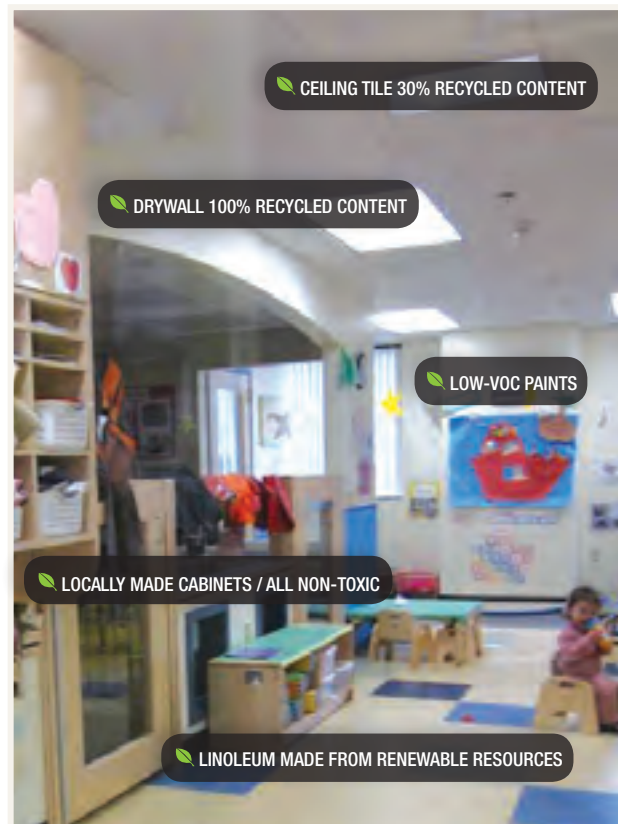 CEILING TILE 30% RECYCLED CONTENT
DRYWALL 100% RECYCLED CONTENT
LOW-VOC PAINTS
LOCALLY MADE CABINETS / ALL NON-TOXIC
LINOLEUM MADE FROM RENEWABLE RESOURCES